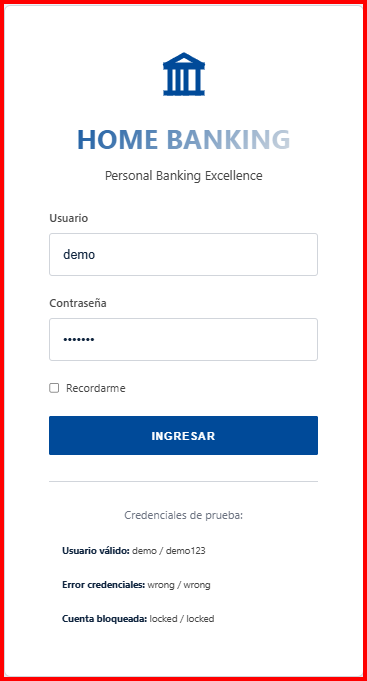 HOME BANKING
Personal Banking Excellence
Usuario
demo
Contraseña
•••••••
Recordarme
INGRESAR
Credenciales de prueba:
Usuario válido: demo / demo123
Error credenciales: wrong / wrong
Cuenta bloqueada: locked / locked